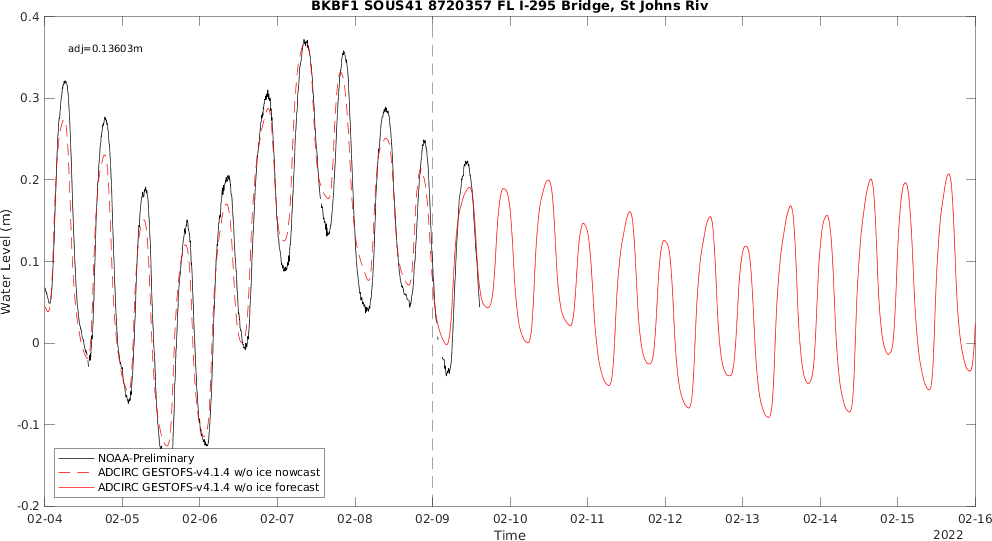 BKBF1 SOUS41 8720357 FL I-295 Bridge, St Johns Riv
adj=0.13603m
Water Level (m)
0.4
0.3
0.2
0.1
0
-0.1
-0.2
NOAA-Preliminary
ADCIRC GESTOFS-v4.1.4 w/o ice nowcast
ADCIRC GESTOFS-v4.1.4 w/o ice forecast
02-04 02-05 02-06 02-07 02-08 02-09 02-10 02-11 02-12 02-13 02-14 02-15 02-16
Time
2022